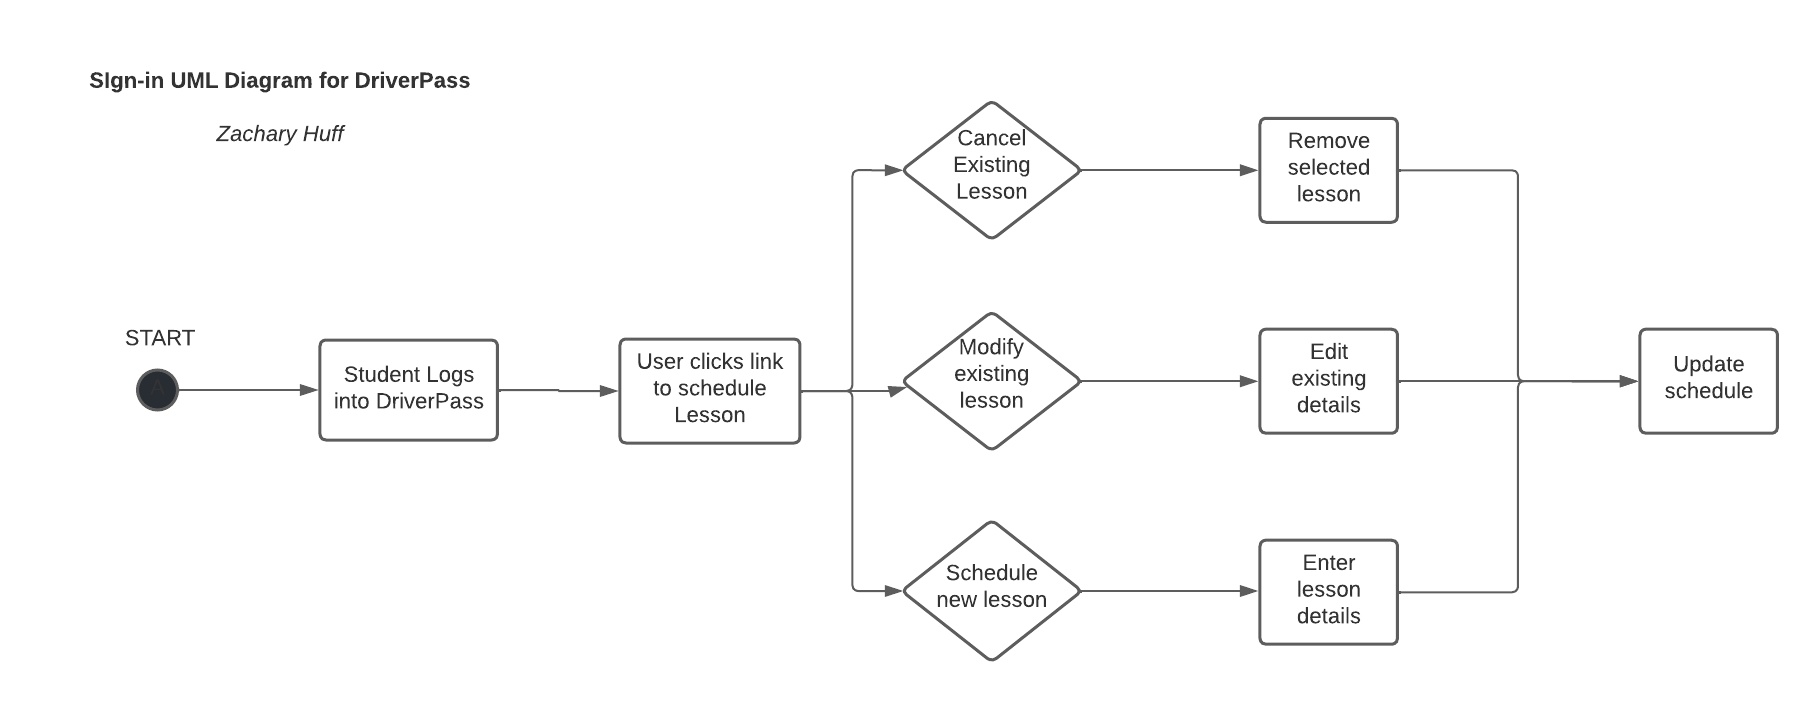 SIgn-in UML Diagram for DriverPass
Zachary Huff
START
A
Student Logs
into DriverPass
User clicks link
to schedule
Lesson
Cancel
Existing
Lesson
Remove
selected
lesson
Modify
existing
lesson
Edit
existing
details
Schedule
new lesson
Enter
lesson
details
Update
schedule